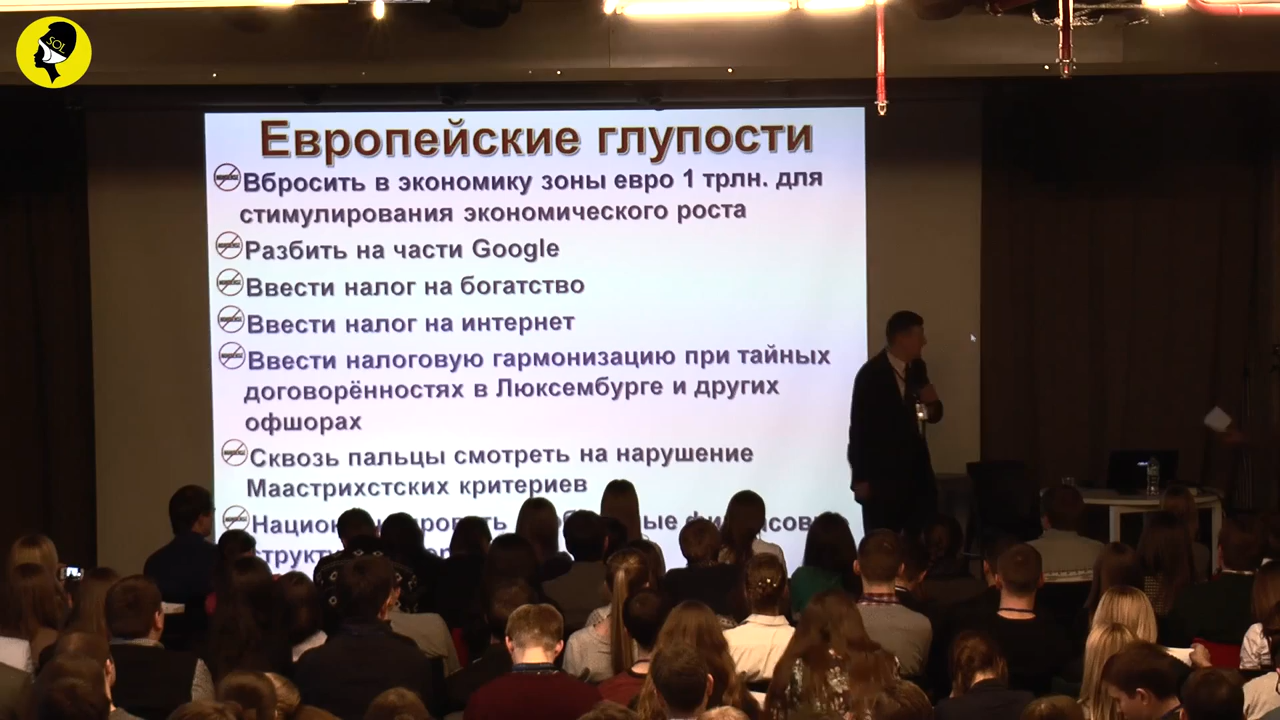 SOL
Европейские глупости
Вбросить в экономику зоны евро 1 трлн. для
стимулирования экономического роста
Разбить на части Google
Ввести налог на богатство
Ввести налог на интернет
Ввести налоговую гармонизацию при тайных
договорённостях в Люксембурге и других
офшорах
Сквозь пальцы смотреть на нарушение
Маастрихстских критериев